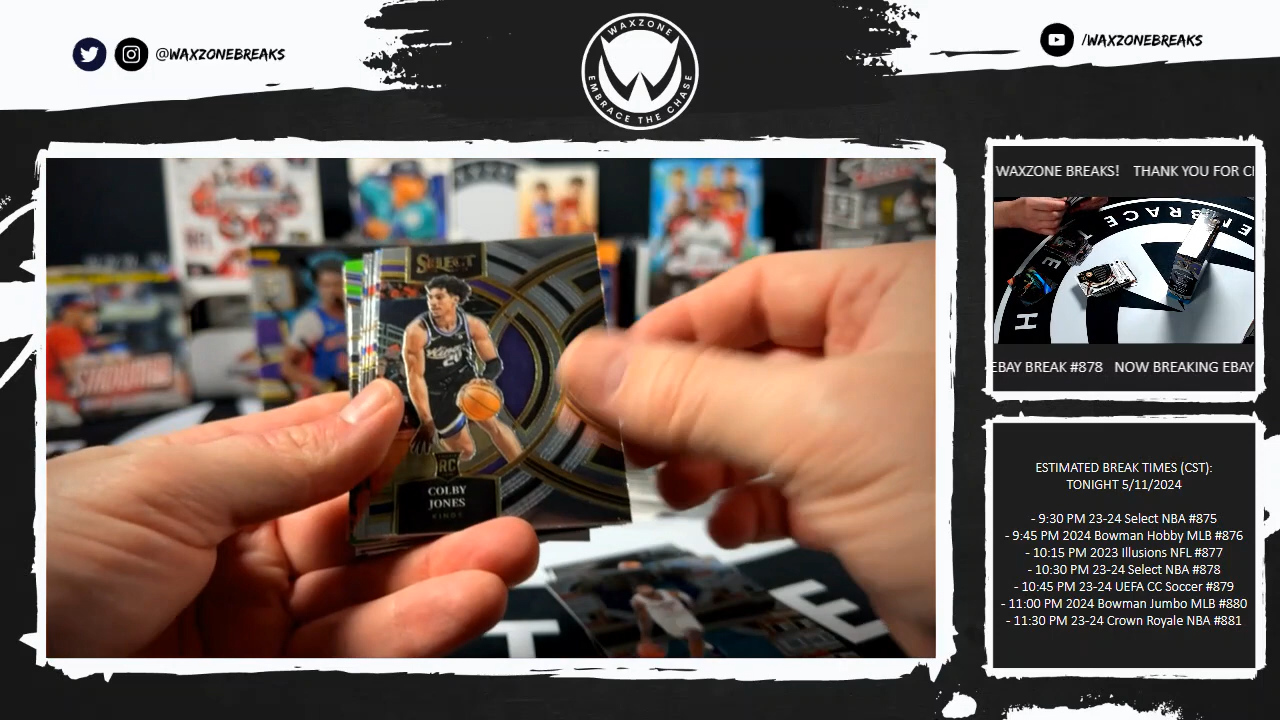 @WAXZONEBREAKS
WAXZONE
EMBRACE THE CHASE
/WAXZONEBREAKS
WAXZONE BREAKS! THANK YOU FOR C
SELECT
20
RC
COLBY
JONES
KINGS
STADIUM
E
T
EMBRACE
H
E
EBAY BREAK #878 NOW BREAKING EBAY
ESTIMATED BREAK TIMES (CST):
TONIGHT 5/11/2024
- 9:30 PM 23-24 Select NBA #875
- 9:45 PM 2024 Bowman Hobby MLB #876
- 10:15 PM 2023 Illusions NFL #877
- 10:30 PM 23-24 Select NBA #878
- 10:45 PM 23-24 UEFA CC Soccer #879
- 11:00 PM 2024 Bowman Jumbo MLB #880
- 11:30 PM 23-24 Crown Royale NBA #881